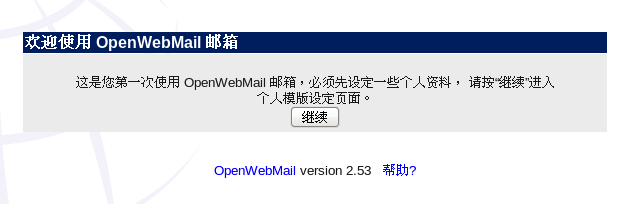 欢迎使用 OpenWebMail 邮箱
这是您第一次使用 OpenWebMail 邮箱，必须先设定一些个人资料， 请按“继续”进入
个人模版设定页面。
继续
OpenWebMail version 2.53 帮助?